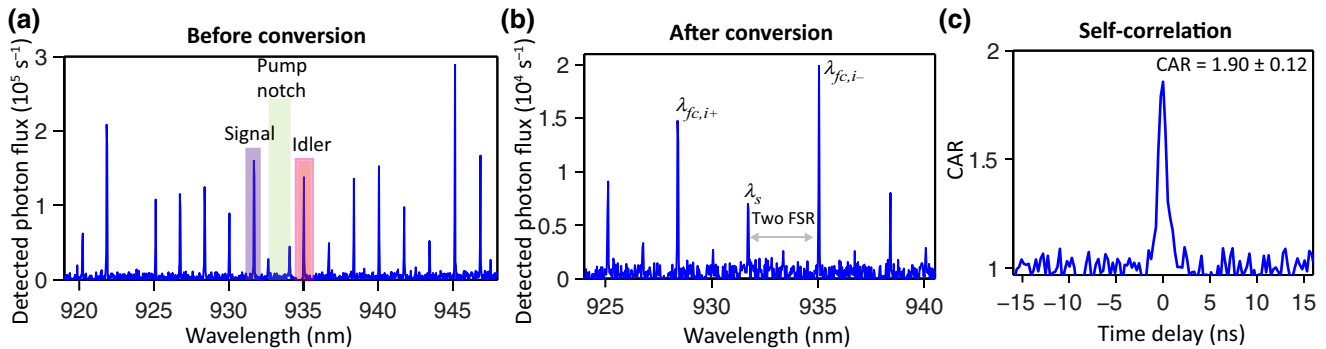 (a)
Before conversion
Detected photon flux (10⁵ s⁻¹)
3
2
1
0
Pump
notch
Signal
Idler
920 925 930 935 940 945
Wavelength (nm)
(b)
After conversion
Detected photon flux (10⁴ s⁻¹)
2
1.5
1
0.5
0
λfc,i+
λfc,i−
λs
Two FSR
925 930 935 940
Wavelength (nm)
(c)
Self-correlation
CAR = 1.90 ± 0.12
CAR
2
1.5
1
−15 −10 −5 0 5 10 15
Time delay (ns)